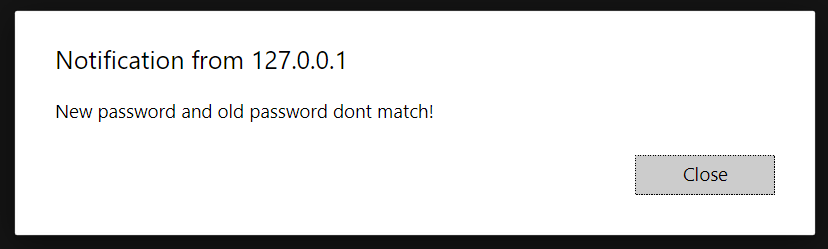 Notification from 127.0.0.1
New password and old password dont match!
Close